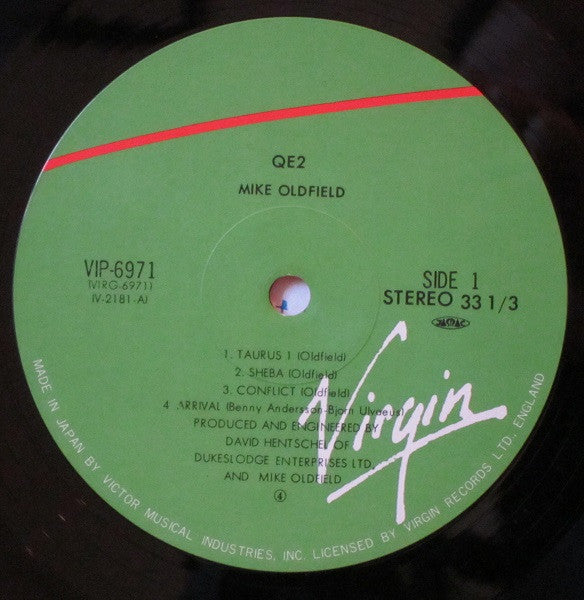 QE2
MIKE OLDFIELD
VIP-6971
(VIRG-6971)
IV-2181-A)
SIDE 1
STEREO 33 1/3
JASRAC
1. TAURUS 1 (Oldfield)
2. SHEBA (Oldfield)
3. CONFLICT (Oldfield)
4 ARRIVAL (Benny Andersson-Bjorn Ulvaeus)
PRODUCED AND ENGINEERED BY
DAVID HENTSCHEL OF
DUKESLODGE ENTERPRISES LTD.
AND MIKE OLDFIELD
4
Virgin
MADE IN JAPAN BY VICTOR MUSICAL INDUSTRIES, INC. LICENSED BY VIRGIN RECORDS LTD., ENGLAND